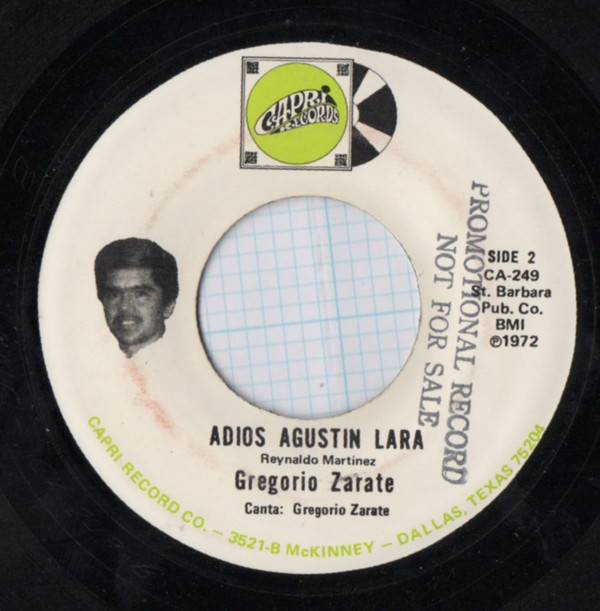 CAPRI
RECORDS
SIDE 2
CA-249
St. Barbara
Pub. Co.
BMI
℗1972
PROMOTIONAL RECORD
NOT FOR SALE
ADIOS AGUSTIN LARA
Reynaldo Martinez
Gregorio Zarate
Canta: Gregorio Zarate
CAPRI RECORD CO. – 3521-B McKINNEY – DALLAS, TEXAS 75204